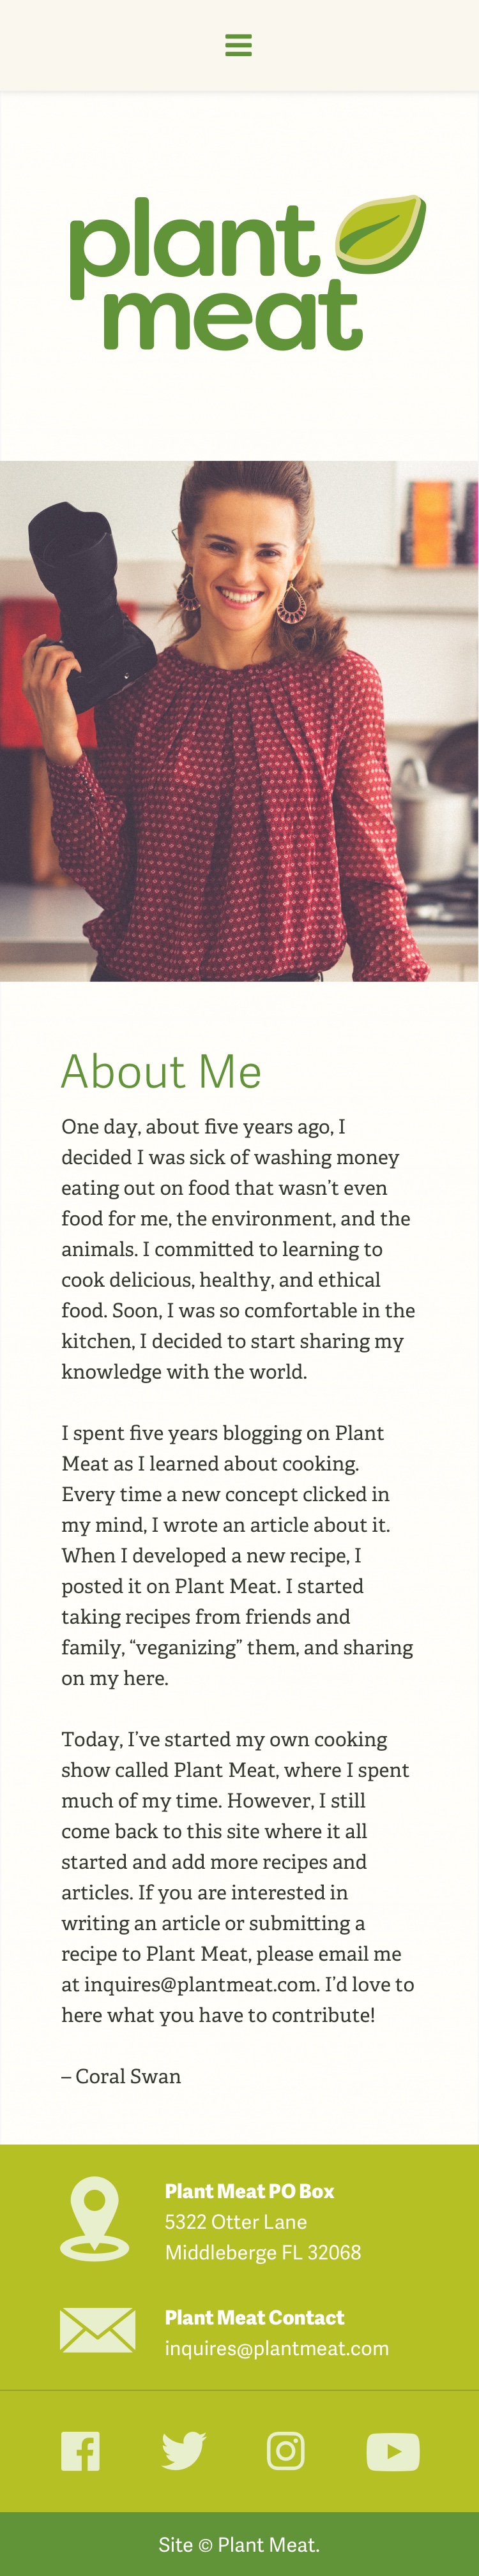 plant
meat
About Me
One day, about five years ago, I
decided I was sick of washing money
eating out on food that wasn’t even
food for me, the environment, and the
animals. I committed to learning to
cook delicious, healthy, and ethical
food. Soon, I was so comfortable in the
kitchen, I decided to start sharing my
knowledge with the world.
I spent five years blogging on Plant
Meat as I learned about cooking.
Every time a new concept clicked in
my mind, I wrote an article about it.
When I developed a new recipe, I
posted it on Plant Meat. I started
taking recipes from friends and
family, “veganizing” them, and sharing
on my here.
Today, I’ve started my own cooking
show called Plant Meat, where I spent
much of my time. However, I still
come back to this site where it all
started and add more recipes and
articles. If you are interested in
writing an article or submitting a
recipe to Plant Meat, please email me
at inquires@plantmeat.com. I’d love to
here what you have to contribute!
– Coral Swan
Plant Meat PO Box
5322 Otter Lane
Middleberge FL 32068
Plant Meat Contact
inquires@plantmeat.com
Site © Plant Meat.